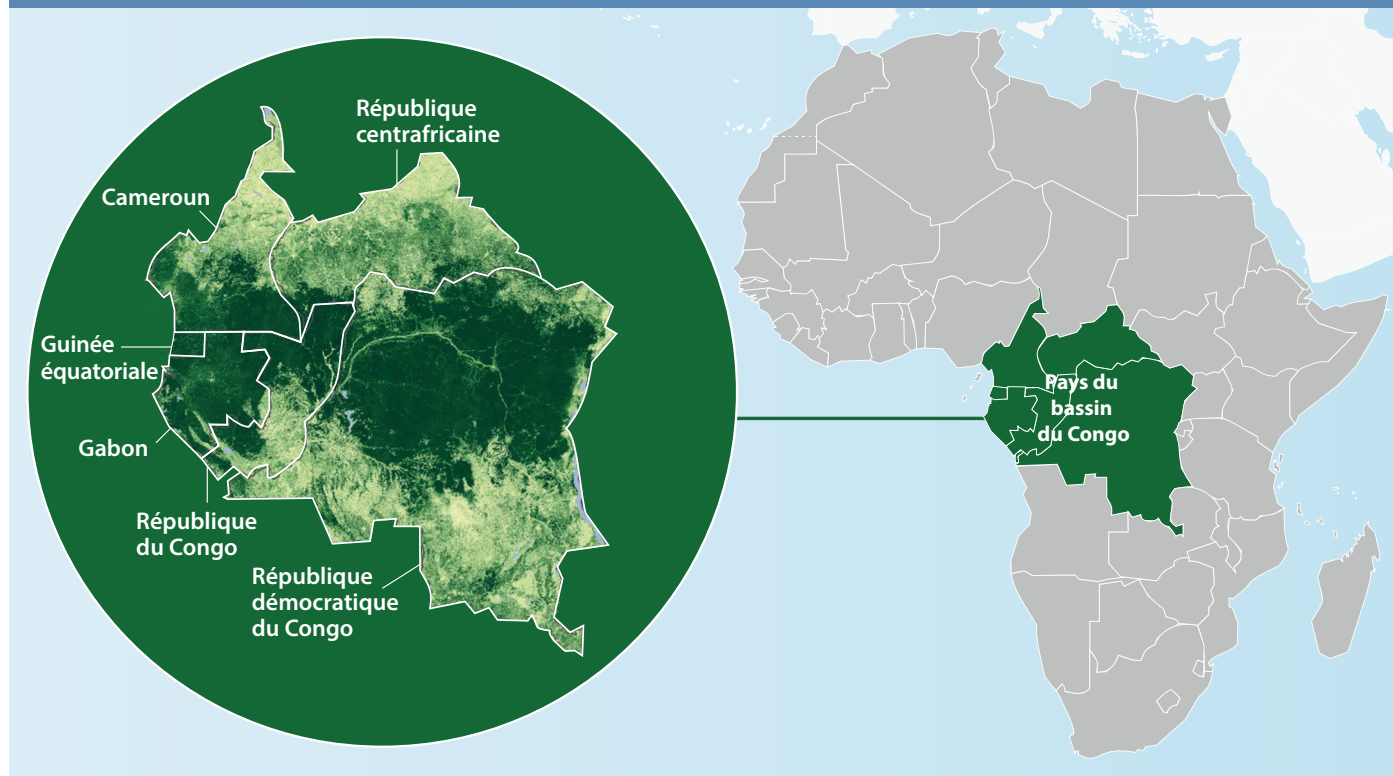 République
centrafricaine
Cameroun
Guinée
équatoriale
Gabon
République
du Congo
République
démocratique
du Congo
Pays du
bassin
du Congo